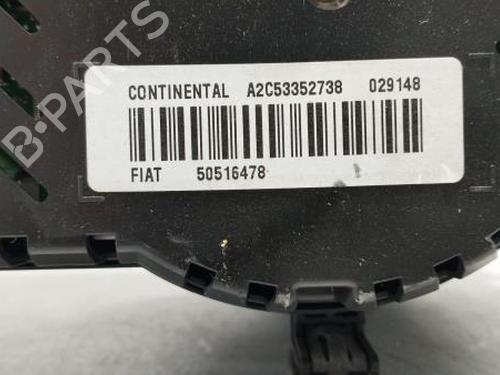 CONTINENTAL A2C53352738 029148
FIAT 50516478
B-PARTS